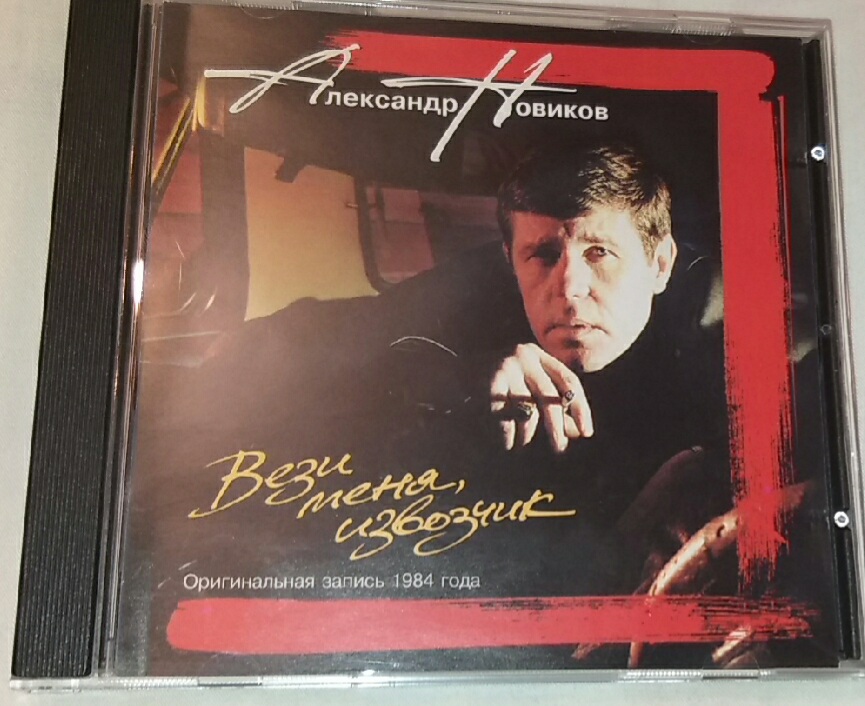 Александр Новиков
Вези
меня,
извозчик
Оригинальная запись 1984 года